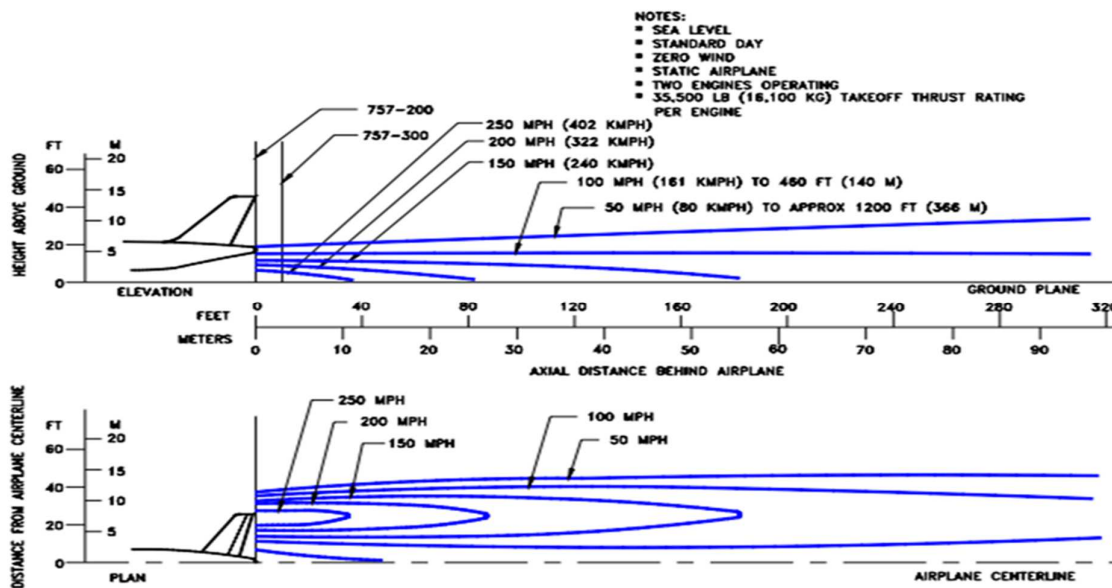 NOTES:
▪ SEA LEVEL
▪ STANDARD DAY
▪ ZERO WIND
▪ STATIC AIRPLANE
▪ TWO ENGINES OPERATING
▪ 35,500 LB (16,100 KG) TAKEOFF THRUST RATING
PER ENGINE
757-200
757-300
250 MPH (402 KMPH)
200 MPH (322 KMPH)
150 MPH (240 KMPH)
100 MPH (161 KMPH) TO 460 FT (140 M)
50 MPH (80 KMPH) TO APPROX 1200 FT (366 M)
HEIGHT ABOVE GROUND
FT M
20
60
15
40
10
20
5
0
ELEVATION
GROUND PLANE
FEET 0 40 80 120 160 200 240 280 320
METERS 0 10 20 30 40 50 60 70 80 90
AXIAL DISTANCE BEHIND AIRPLANE
DISTANCE FROM AIRPLANE CENTERLINE
FT M
20
60
15
40
10
20
5
0
250 MPH
200 MPH
150 MPH
100 MPH
50 MPH
PLAN
AIRPLANE CENTERLINE